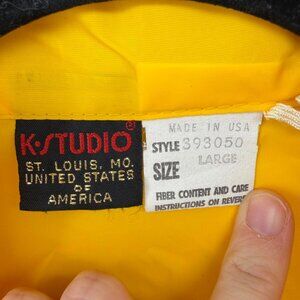 K·STUDIO ®
ST. LOUIS, MO.
UNITED STATES
OF
AMERICA
MADE IN USA
STYLE 393050
SIZE LARGE
FIBER CONTENT AND CARE
INSTRUCTIONS ON